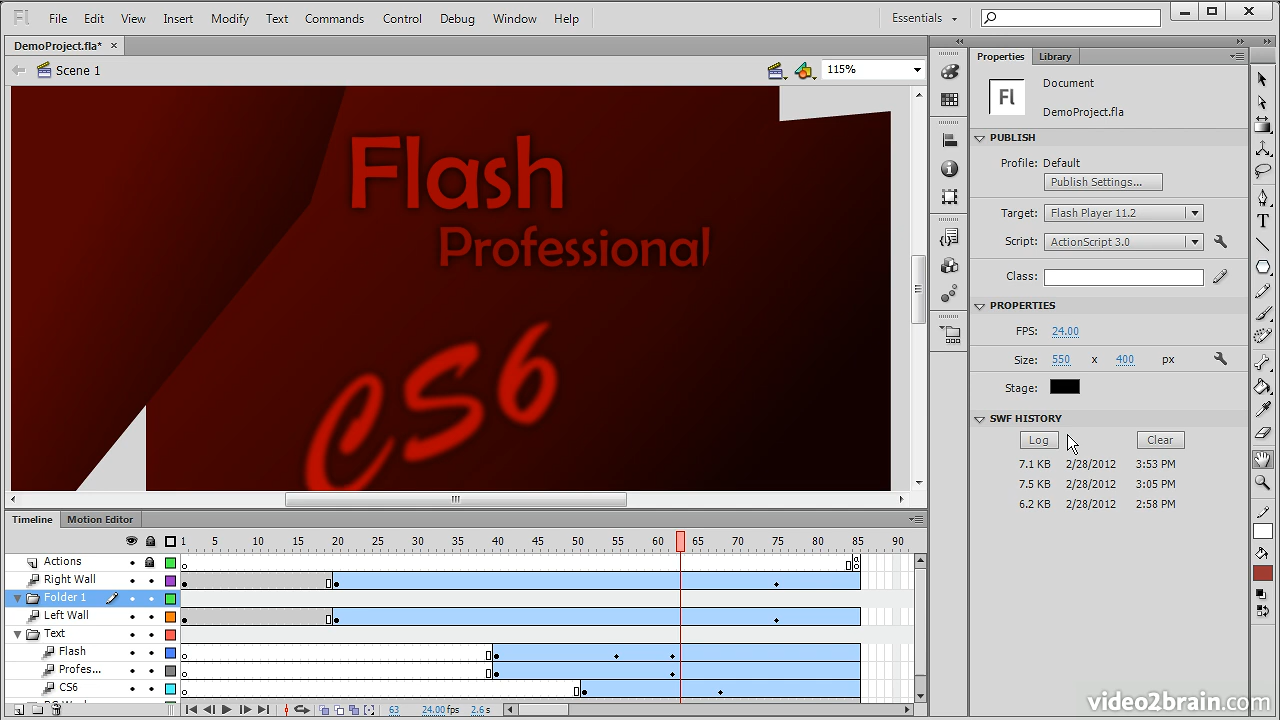 Fl File Edit View Insert Modify Text Commands Control Debug Window Help Essentials
DemoProject.fla* ×
Scene 1 115%
Flash
Professional
CS6
Properties Library
Fl Document
DemoProject.fla
PUBLISH
Profile: Default
Publish Settings...
Target: Flash Player 11.2
Script: ActionScript 3.0
Class:
PROPERTIES
FPS: 24.00
Size: 550 x 400 px
Stage:
SWF HISTORY
Log Clear
7.1 KB 2/28/2012 3:53 PM
7.5 KB 2/28/2012 3:05 PM
6.2 KB 2/28/2012 2:58 PM
Timeline Motion Editor
1 5 10 15 20 25 30 35 40 45 50 55 60 65 70 75 80 85 90
Actions
Right Wall
Folder 1
Left Wall
Text
Flash
Profes...
CS6
63 24.00 fps 2.6 s
video2brain.com